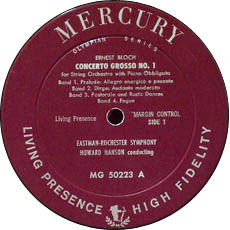 MERCURY
OLYMPIAN SERIES
ERNEST BLOCH
CONCERTO GROSSO NO. 1
for String Orchestra with Piano Obbligato
Band 1. Prelude: Allegro energico e pesante
Band 2. Dirge: Andante moderato
Band 3. Pastorale and Rustic Dances
Band 4. Fugue
Living Presence
MARGIN CONTROL
SIDE 1
EASTMAN-ROCHESTER SYMPHONY
HOWARD HANSON conducting
MG 50223 A
LIVING PRESENCE
HIGH FIDELITY